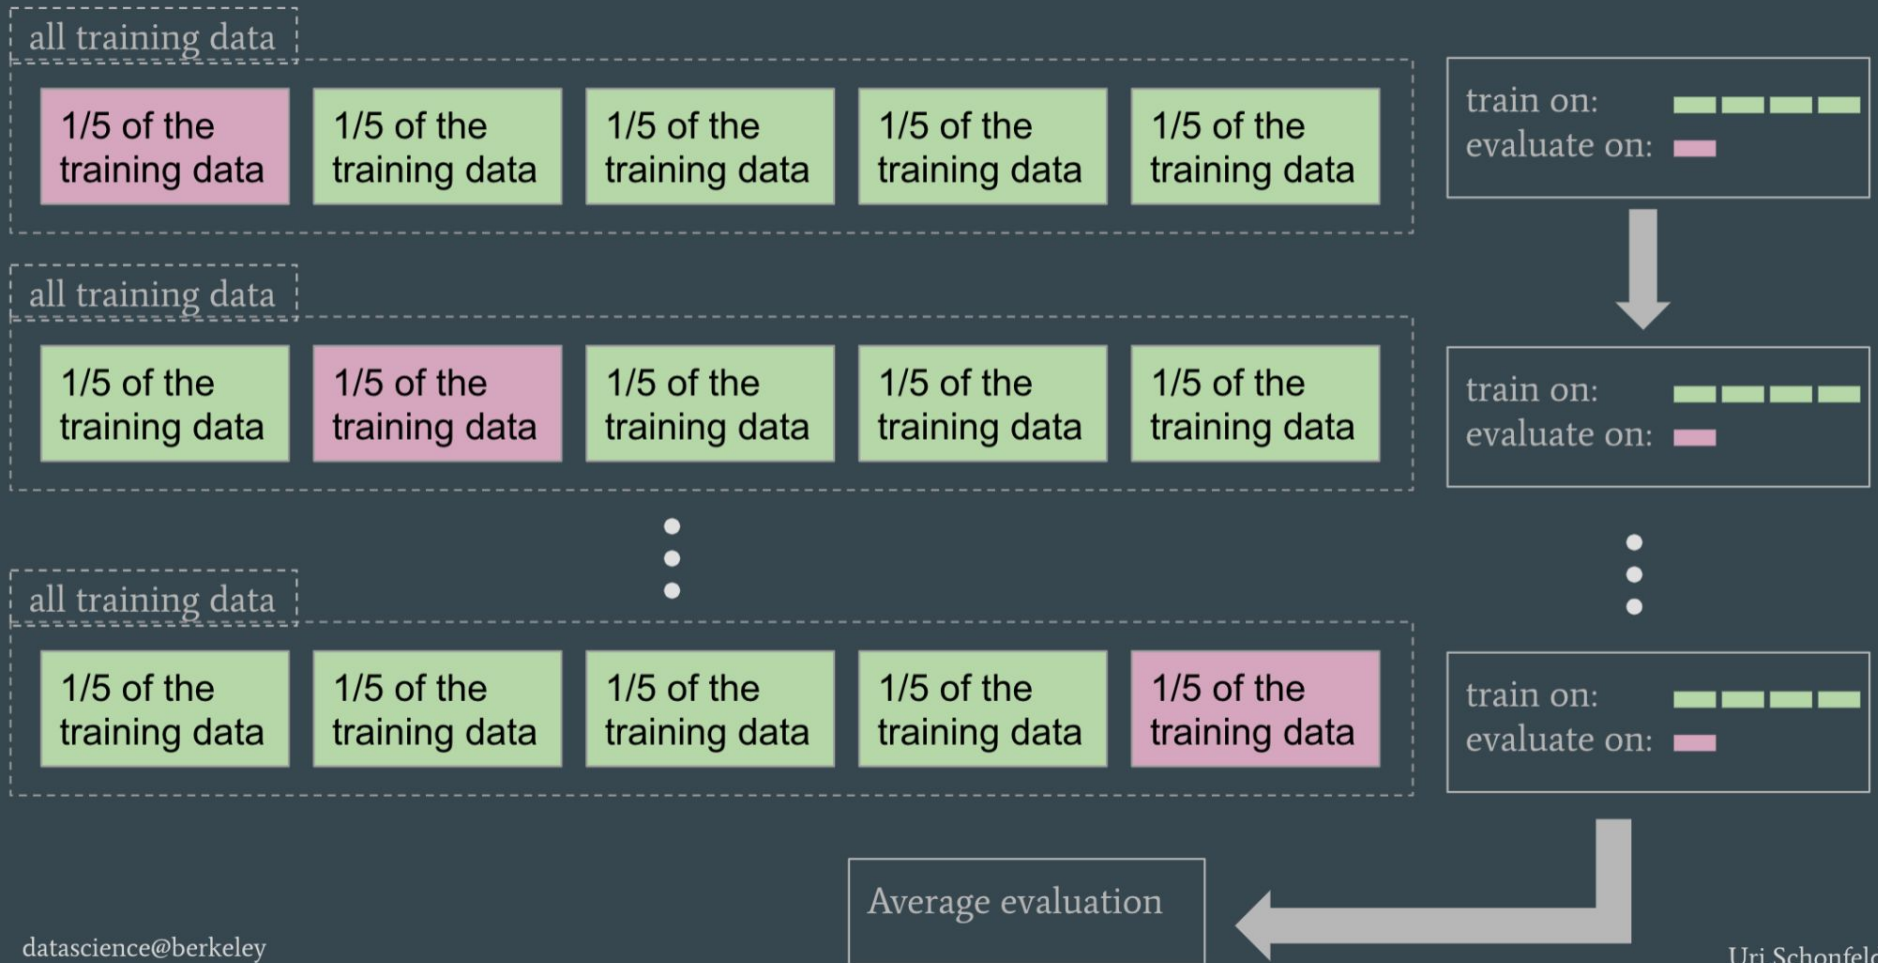 all training data
1/5 of the
training data
1/5 of the
training data
1/5 of the
training data
1/5 of the
training data
1/5 of the
training data
train on:
evaluate on:
all training data
1/5 of the
training data
1/5 of the
training data
1/5 of the
training data
1/5 of the
training data
1/5 of the
training data
train on:
evaluate on:
all training data
1/5 of the
training data
1/5 of the
training data
1/5 of the
training data
1/5 of the
training data
1/5 of the
training data
train on:
evaluate on:
Average evaluation
datascience@berkeley
Uri Schonfeld